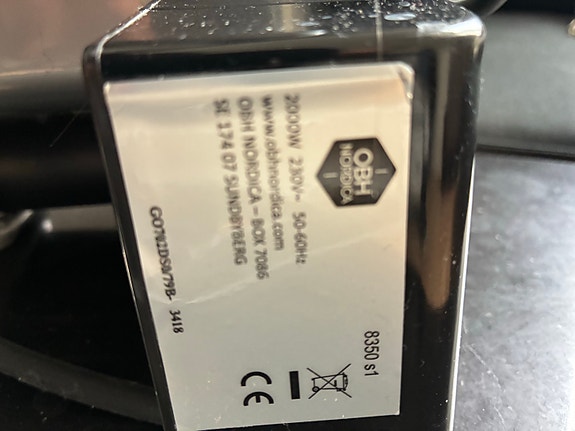 OBH
NORDICA
2000W 230V~ 50-60Hz
www.obhnordica.com
OBH NORDICA – BOX 7086
SE 174 07 SUNDBYBERG
8350 s1
CE
3418